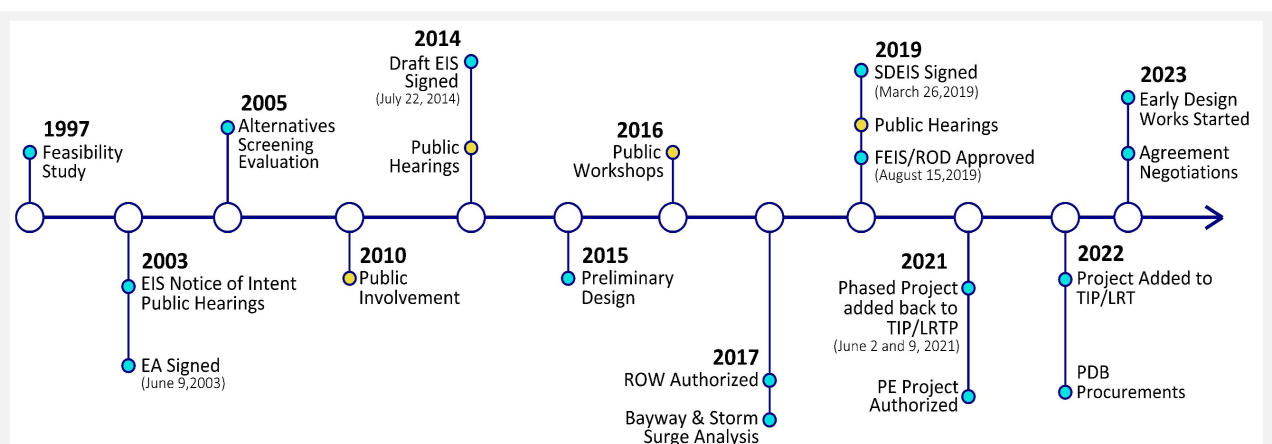 1997
Feasibility
Study
2003
EIS Notice of Intent
Public Hearings
EA Signed
(June 9,2003)
2005
Alternatives
Screening
Evaluation
2010
Public
Involvement
2014
Draft EIS
Signed
(July 22, 2014)
Public
Hearings
2015
Preliminary
Design
2016
Public
Workshops
2017
ROW Authorized
Bayway & Storm
Surge Analysis
2019
SDEIS Signed
(March 26,2019)
Public Hearings
FEIS/ROD Approved
(August 15,2019)
2021
Phased Project
added back to
TIP/LRTP
(June 2 and 9, 2021)
PE Project
Authorized
2022
Project Added to
TIP/LRT
PDB
Procurements
2023
Early Design
Works Started
Agreement
Negotiations